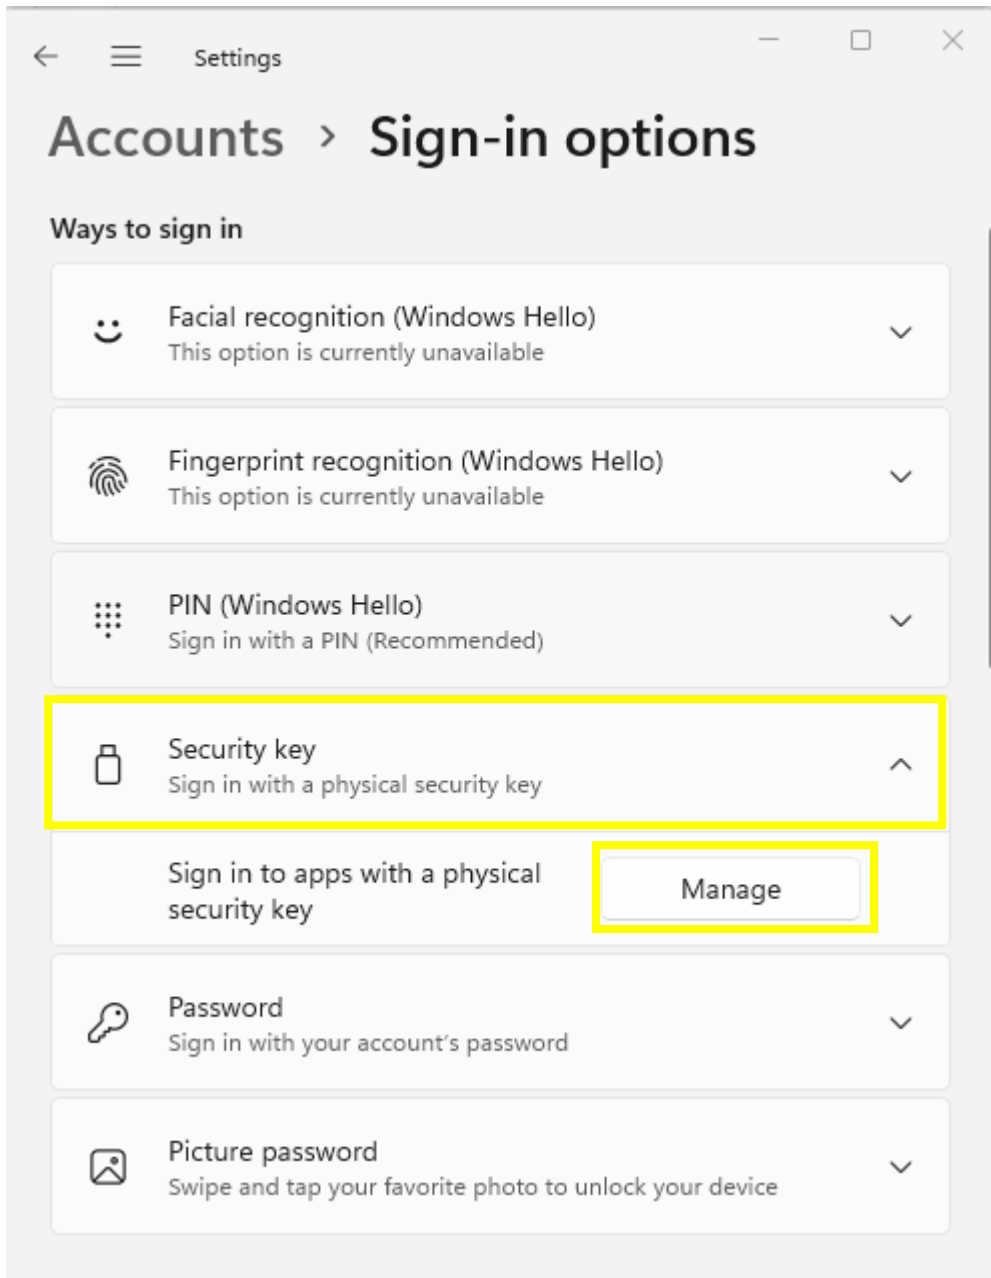 Settings
Accounts > Sign-in options
Ways to sign in
Facial recognition (Windows Hello)
This option is currently unavailable
Fingerprint recognition (Windows Hello)
This option is currently unavailable
PIN (Windows Hello)
Sign in with a PIN (Recommended)
Security key
Sign in with a physical security key
Sign in to apps with a physical
security key
Manage
Password
Sign in with your account's password
Picture password
Swipe and tap your favorite photo to unlock your device